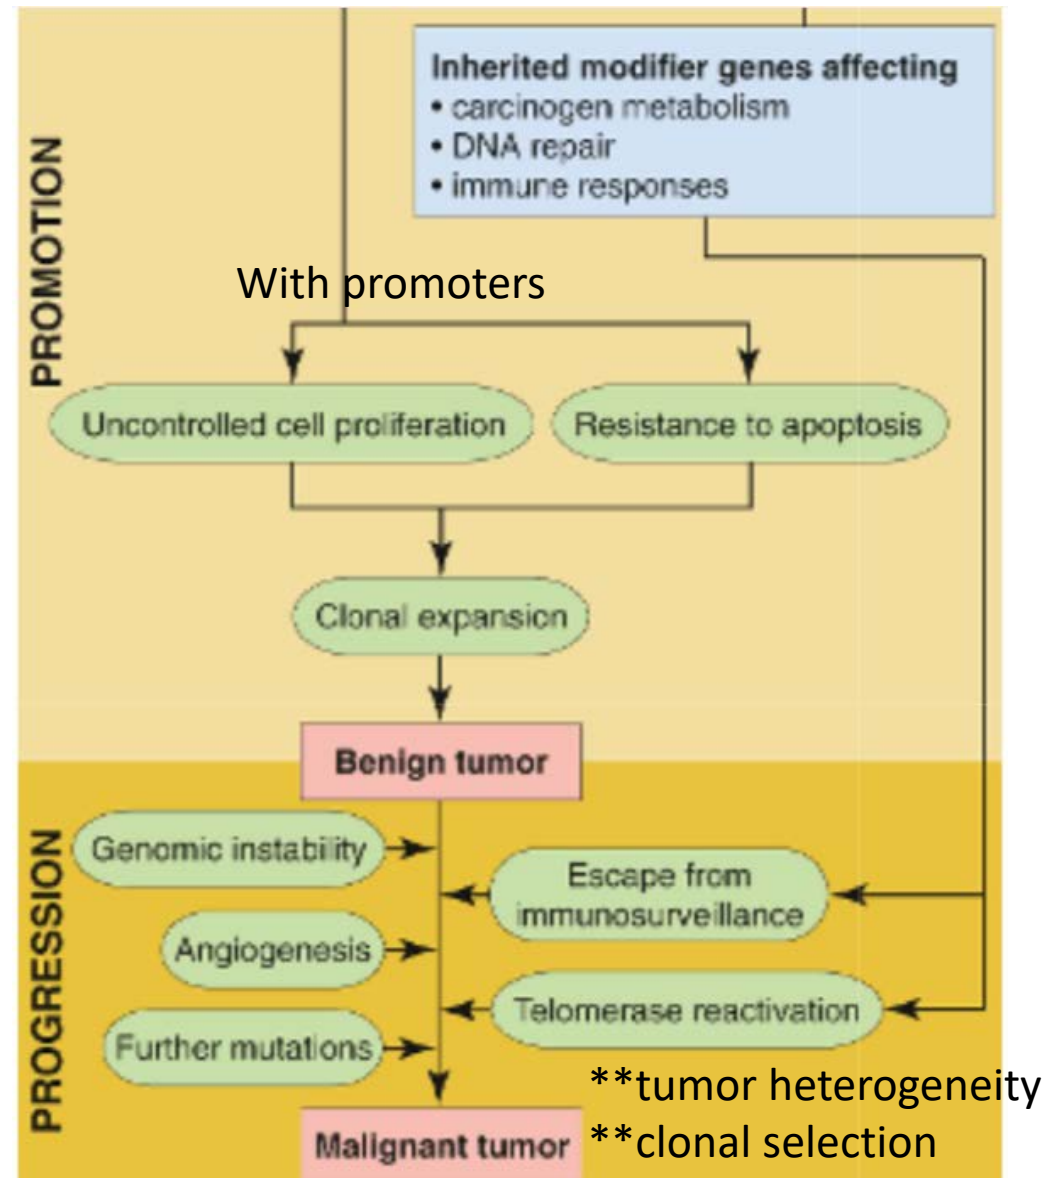 PROMOTION
Inherited modifier genes affecting
• carcinogen metabolism
• DNA repair
• immune responses
With promoters
Uncontrolled cell proliferation
Resistance to apoptosis
Clonal expansion
Benign tumor
PROGRESSION
Genomic instability
Escape from
immunosurveillance
Angiogenesis
Telomerase reactivation
Further mutations
**tumor heterogeneity
Malignant tumor
**clonal selection